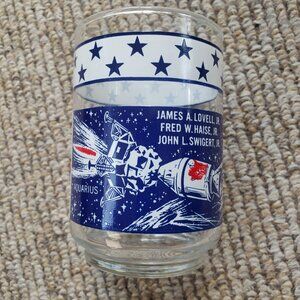 JAMES A. LOVELL, JR.
FRED W. HAISE, JR.
JOHN L. SWIGERT, JR.
AQUARIUS